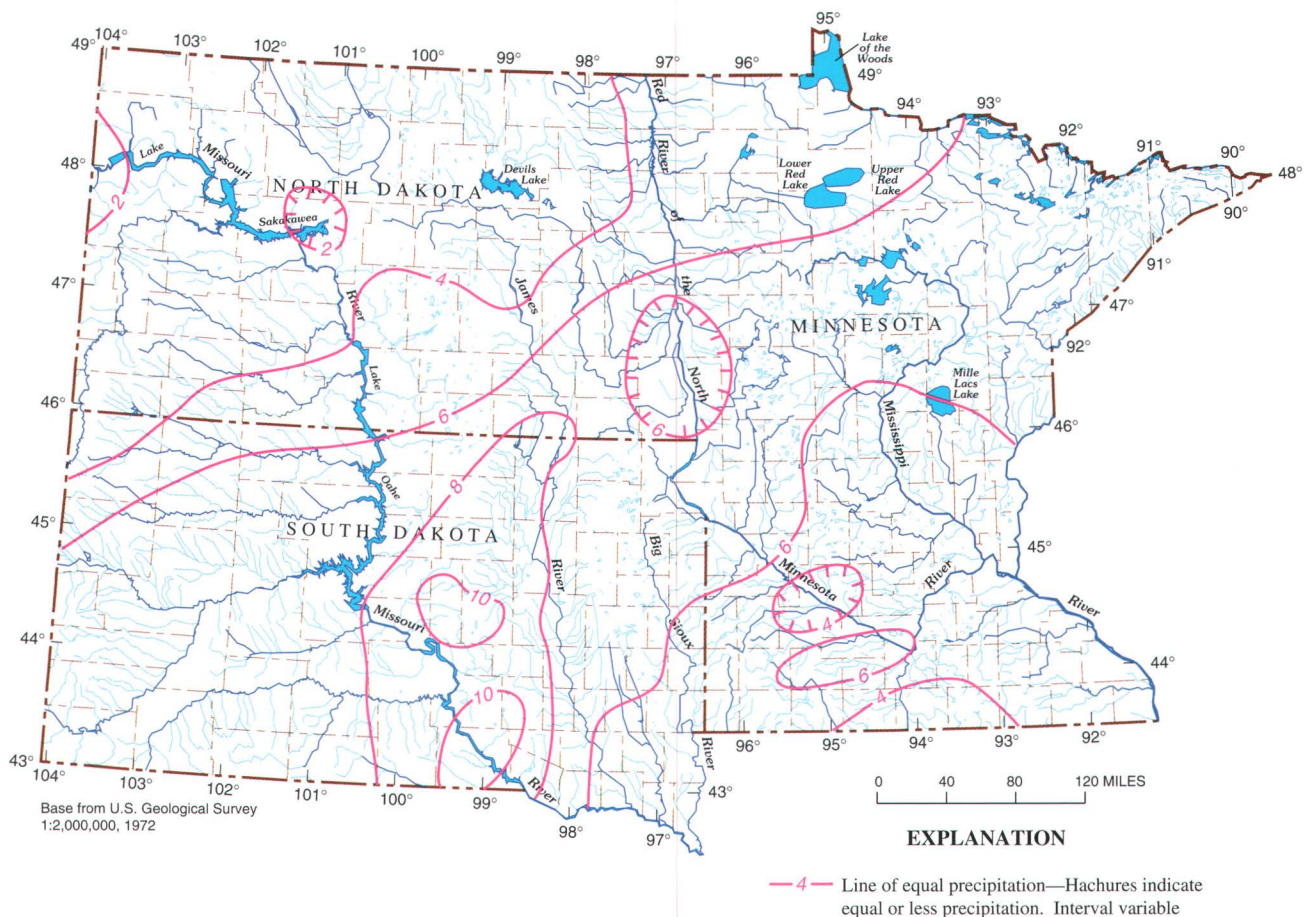 95°
104°
49°
103°
102°
101°
100°
99°
98°
97°
96°
Lake
of the
Woods
49°
94°
93°
92°
91°
90°
48°
90°
91°
Red
River
of
the
North
48°
Lake
Missouri
Sakakawea
NORTH DAKOTA
Devils
Lake
Lower
Red
Lake
Upper
Red
Lake
2
2
4
47°
River
James
MINNESOTA
47°
92°
Lake
6
6
Mille
Lacs
Lake
46°
46°
Mississippi
Oahe
8
45°
SOUTH DAKOTA
River
Big
Sioux
River
6
Minnesota
River
45°
River
10
4
Missouri
44°
44°
6
4
10
43°
River
104°
103°
102°
101°
100°
99°
98°
97°
43°
96°
95°
94°
93°
92°
Base from U.S. Geological Survey
1:2,000,000, 1972
0 40 80 120 MILES
EXPLANATION
4 Line of equal precipitation—Hachures indicate
equal or less precipitation. Interval variable